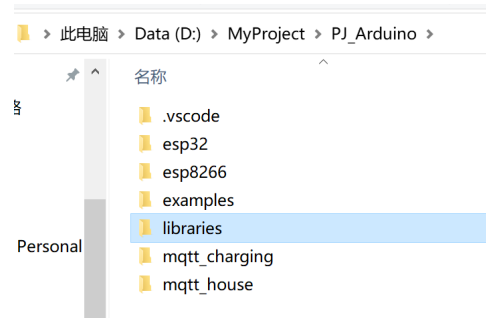 此电脑 > Data (D:) > MyProject > PJ_Arduino >
名称
.vscode
esp32
esp8266
examples
libraries
Personal
mqtt_charging
mqtt_house